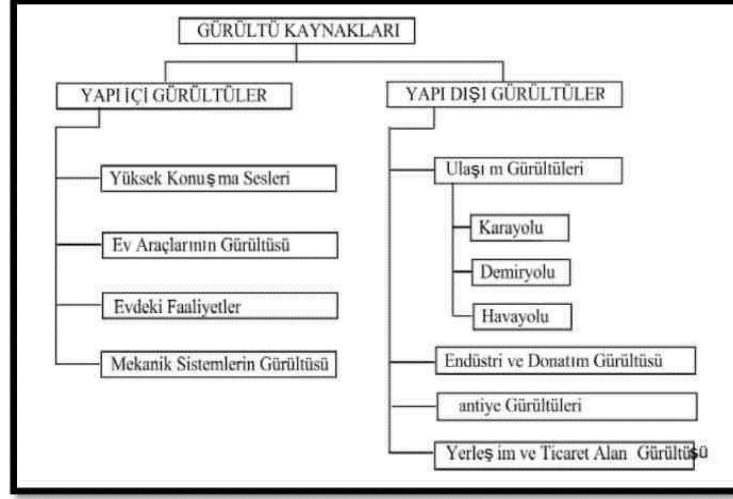 GÜRÜLTÜ KAYNAKLARI
YAPI İÇİ GÜRÜLTÜLER
Yüksek Konuşma Sesleri
Ev Araçlarının Gürültüsü
Evdeki Faaliyetler
Mekanik Sistemlerin Gürültüsü
YAPI DIŞI GÜRÜLTÜLER
Ulaşı m Gürültüleri
Karayolu
Demiryolu
Havayolu
Endüstri ve Donatım Gürültüsü
antiye Gürültüleri
Yerleş im ve Ticaret Alan Gürültüşü